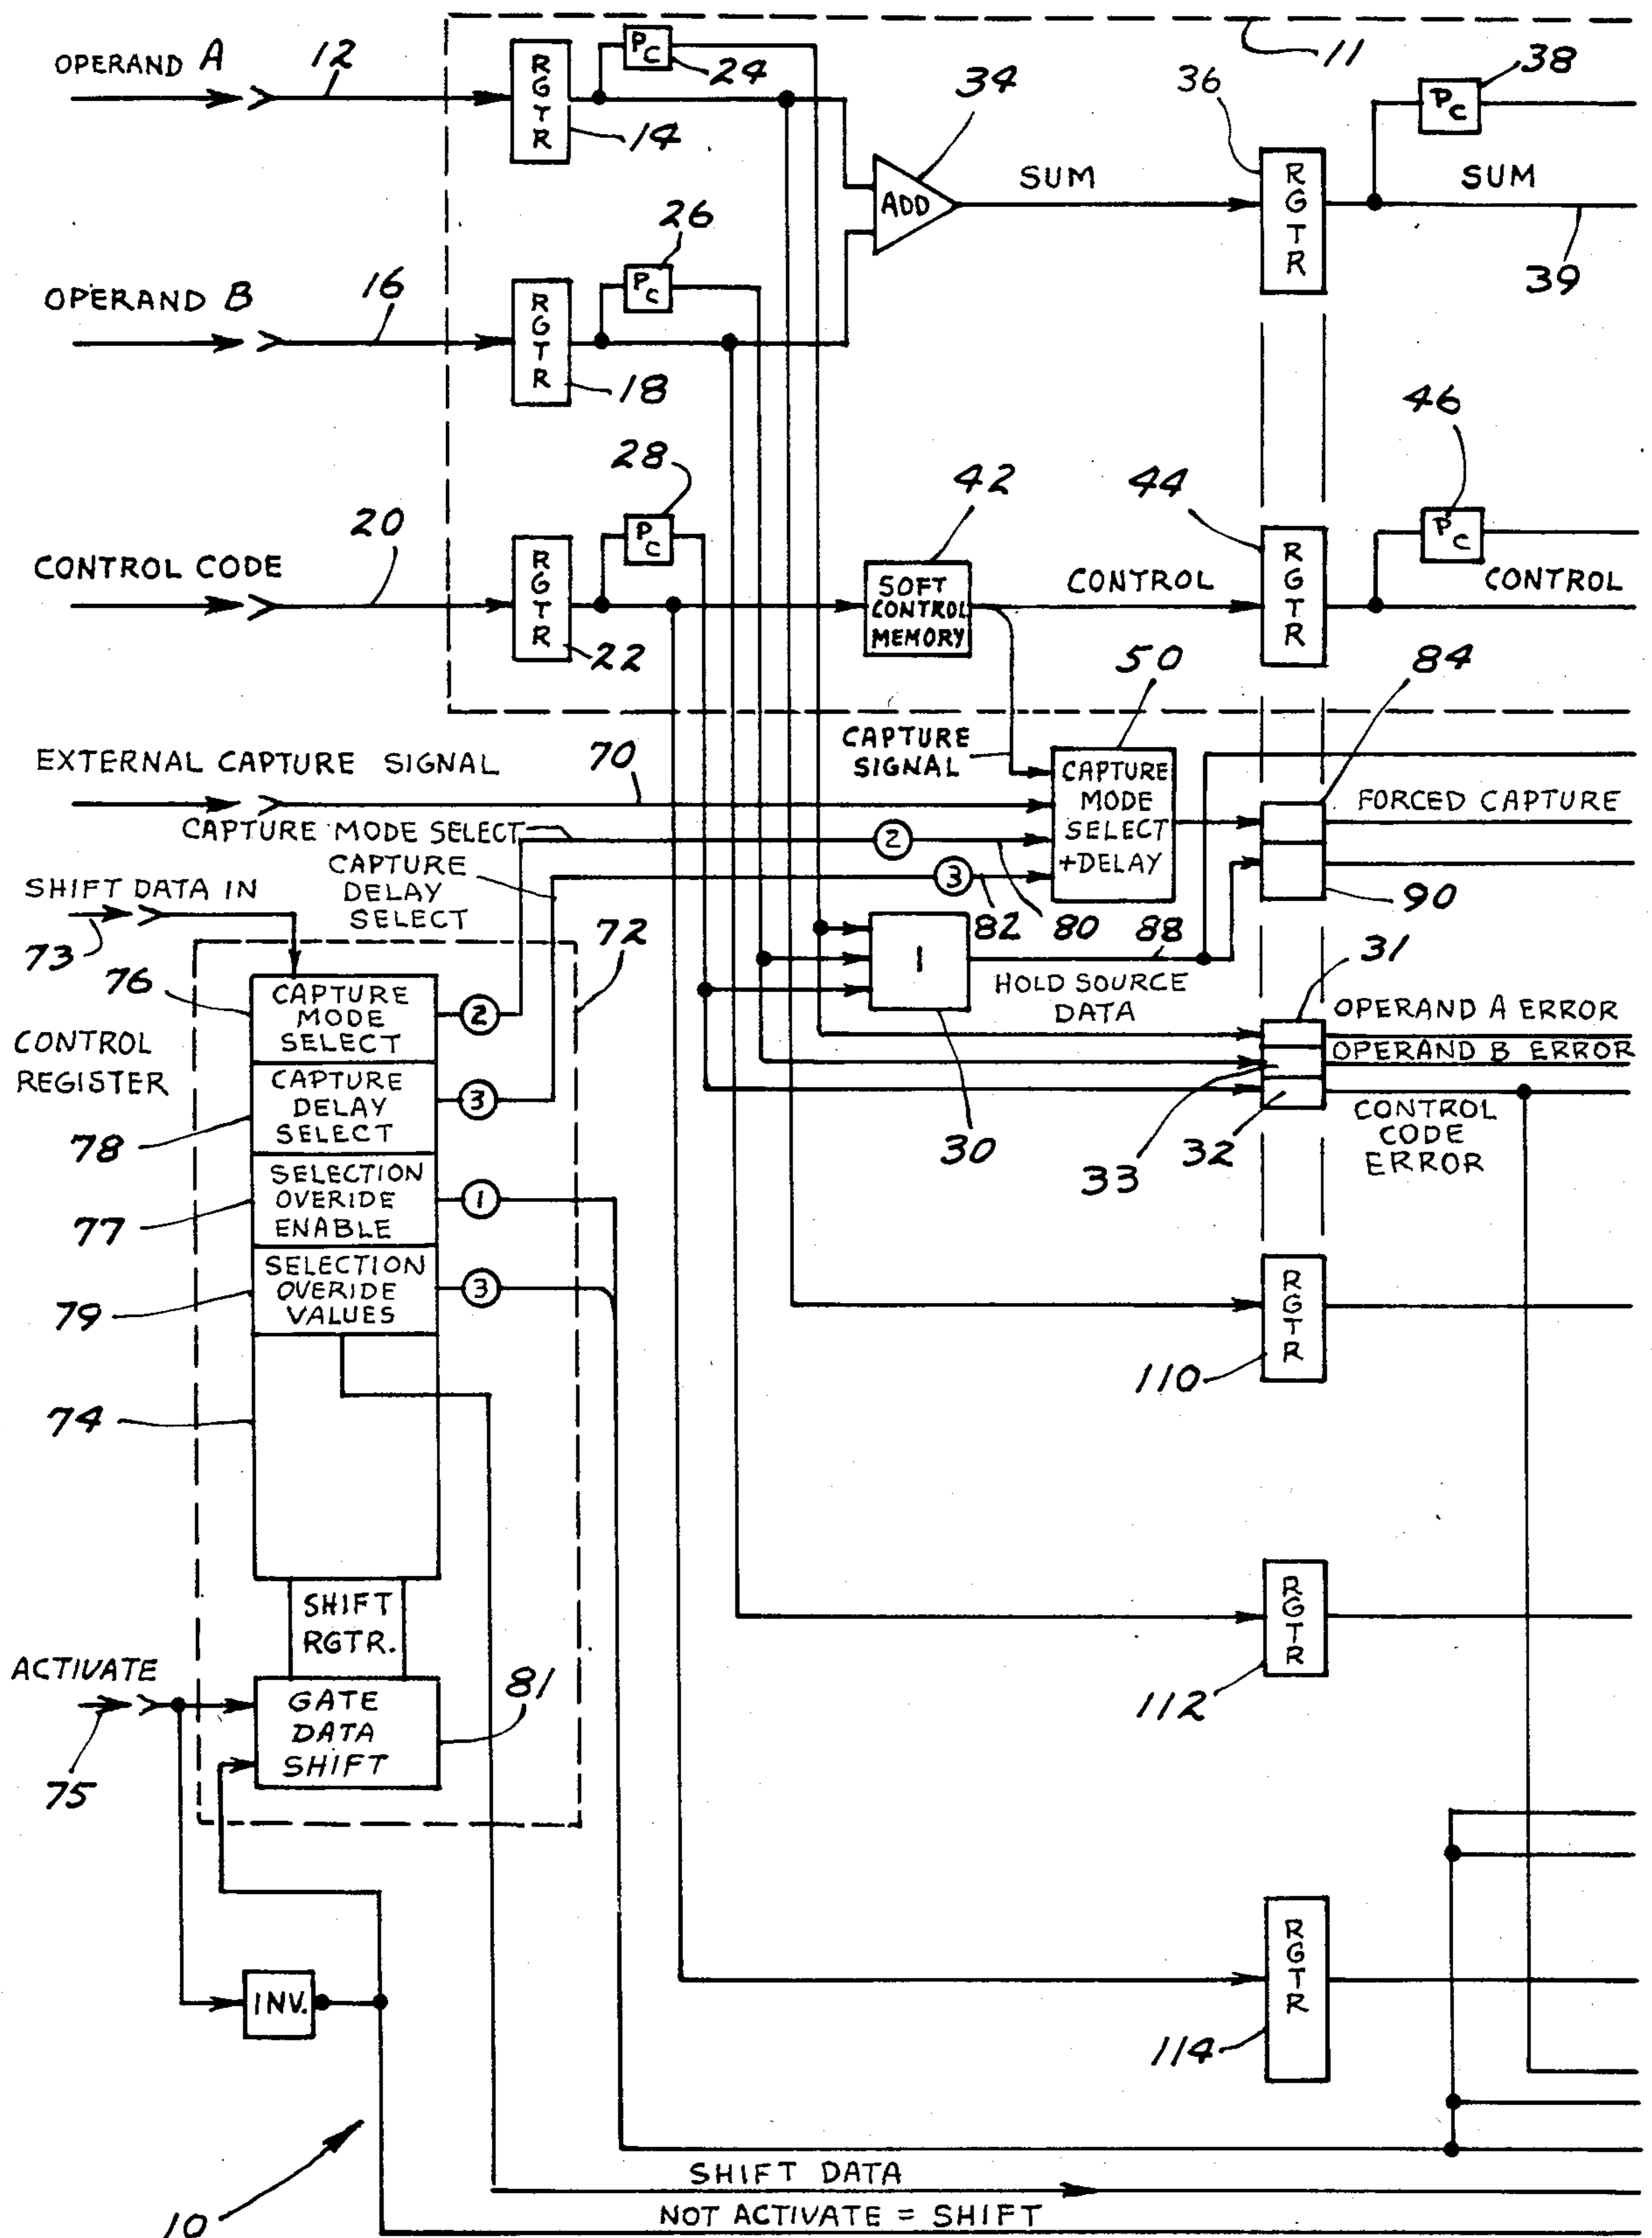 OPERAND A
12
RGTR
14
PC
24
34
ADD
SUM
36
RGTR
11
PC
38
SUM
39
OPERAND B
16
RGTR
18
PC
26
CONTROL CODE
20
RGTR
22
PC
28
42
SOFT
CONTROL
MEMORY
CONTROL
44
RGTR
46
PC
CONTROL
EXTERNAL CAPTURE SIGNAL
70
CAPTURE
SIGNAL
50
CAPTURE
MODE
SELECT
+DELAY
84
FORCED CAPTURE
90
CAPTURE MODE SELECT
2
80
CAPTURE
DELAY
SELECT
3
82
SHIFT DATA IN
73
72
1
88
HOLD SOURCE
DATA
30
31
OPERAND A ERROR
OPERAND B ERROR
33
32
CONTROL
CODE
ERROR
CONTROL
REGISTER
76
CAPTURE
MODE
SELECT
2
78
CAPTURE
DELAY
SELECT
3
77
SELECTION
OVERIDE
ENABLE
1
79
SELECTION
OVERIDE
VALUES
3
74
RGTR
110
SHIFT
RGTR.
RGTR
112
ACTIVATE
75
GATE
DATA
SHIFT
81
INV.
RGTR
114
10
SHIFT DATA
NOT ACTIVATE = SHIFT